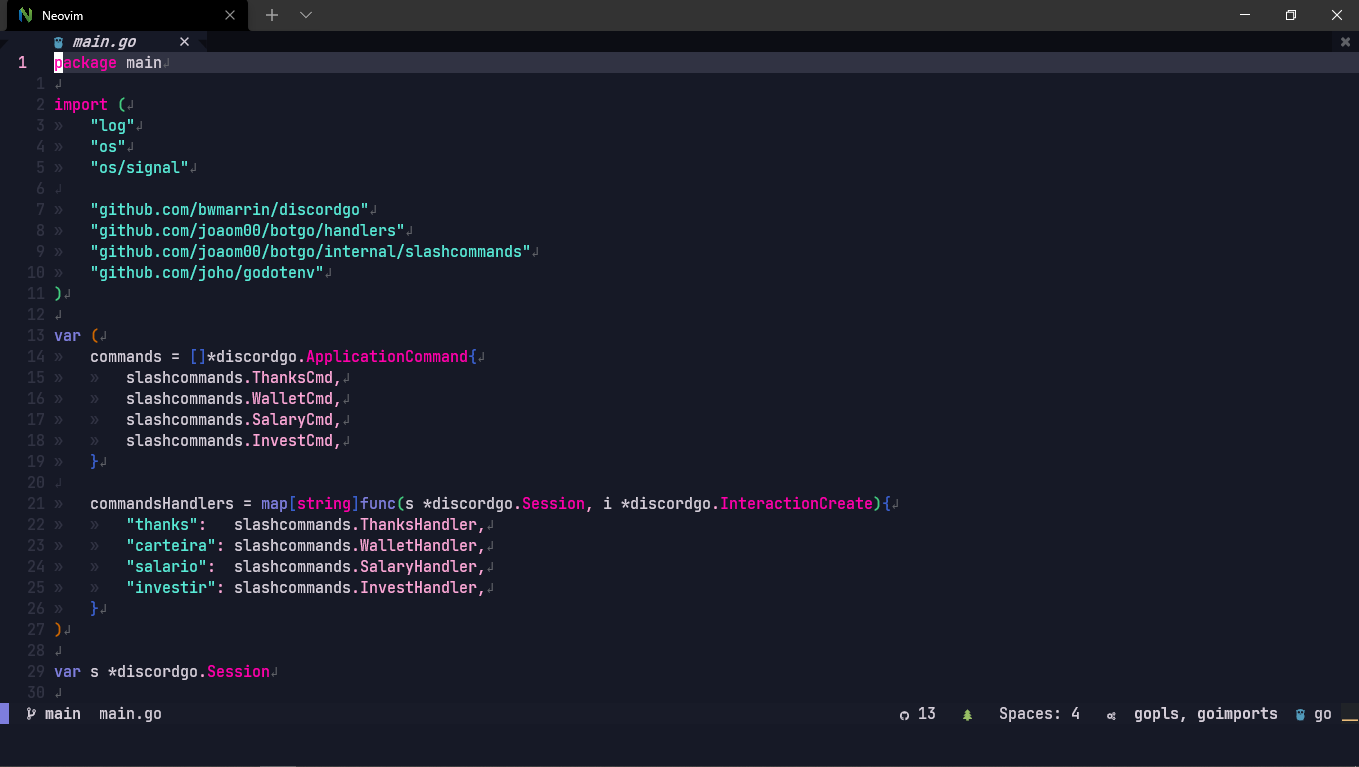 Neovim
main.go
1 package main
1
2 import (
3 "log"
4 "os"
5 "os/signal"
6
7 "github.com/bwmarrin/discordgo"
8 "github.com/joaom00/botgo/handlers"
9 "github.com/joaom00/botgo/internal/slashcommands"
10 "github.com/joho/godotenv"
11 )
12
13 var (
14 commands = []*discordgo.ApplicationCommand{
15 slashcommands.ThanksCmd,
16 slashcommands.WalletCmd,
17 slashcommands.SalaryCmd,
18 slashcommands.InvestCmd,
19 }
20
21 commandsHandlers = map[string]func(s *discordgo.Session, i *discordgo.InteractionCreate){
22 "thanks": slashcommands.ThanksHandler,
23 "carteira": slashcommands.WalletHandler,
24 "salario": slashcommands.SalaryHandler,
25 "investir": slashcommands.InvestHandler,
26 }
27 )
28
29 var s *discordgo.Session
30
main main.go 13 Spaces: 4 gopls, goimports go